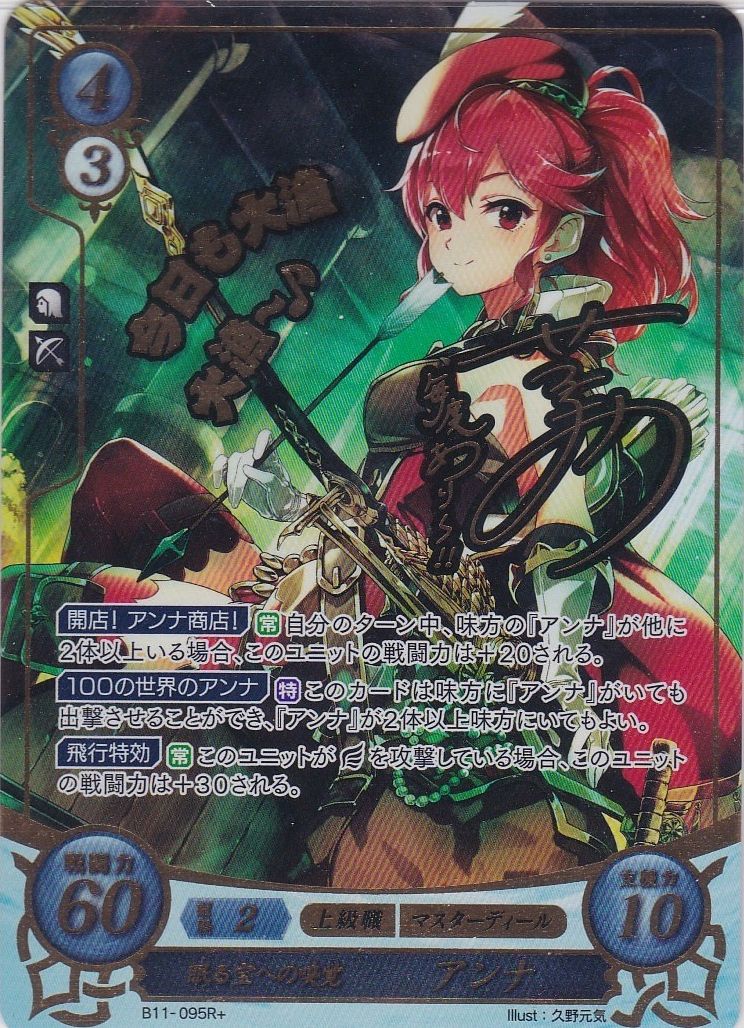 4
3
今日も大漁
大漁~♪
開店! アンナ商店! 常 自分のターン中、味方の『アンナ』が他に
2体以上いる場合、このユニットの戦闘力は+20される。
100の世界のアンナ 特 このカードは味方に『アンナ』がいても
出撃させることができ、『アンナ』が2体以上味方にいてもよい。
飛行特効 常 このユニットが を攻撃している場合、このユニット
の戦闘力は+30される。
戦闘力
60
2
上級職
マスターディール
支援力
10
眠る宝への嗅覚 アンナ
B11-095R+
Illust:久野元気